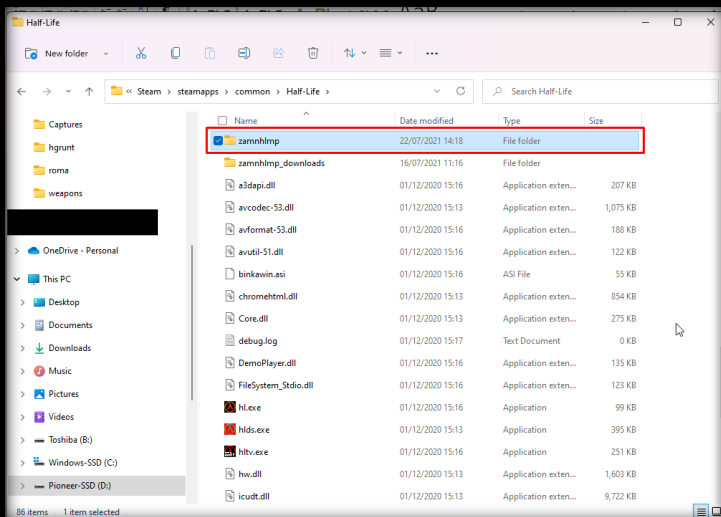 Half-Life
New folder
« Steam > steamapps > common > Half-Life >
Search Half-Life
Name Date modified Type Size
Captures
hgrunt
roma
weapons
OneDrive - Personal
This PC
Desktop
Documents
Downloads
Music
Pictures
Videos
Toshiba (B:)
Windows-SSD (C:)
Pioneer-SSD (D:)
zamnhlmp 22/07/2021 14:18 File folder
zamnhlmp_downloads 16/07/2021 11:16 File folder
a3dapi.dll 01/12/2020 15:16 Application exten... 207 KB
avcodec-53.dll 01/12/2020 15:13 Application exten... 1,075 KB
avformat-53.dll 01/12/2020 15:16 Application exten... 188 KB
avutil-51.dll 01/12/2020 15:16 Application exten... 122 KB
binkawin.asi 01/12/2020 15:16 ASI File 55 KB
chromehtml.dll 01/12/2020 15:13 Application exten... 854 KB
Core.dll 01/12/2020 15:13 Application exten... 275 KB
debug.log 01/12/2020 15:17 Text Document 0 KB
DemoPlayer.dll 01/12/2020 15:16 Application exten... 135 KB
FileSystem_Stdio.dll 01/12/2020 15:16 Application exten... 123 KB
hl.exe 01/12/2020 15:16 Application 99 KB
hlds.exe 01/12/2020 15:13 Application 395 KB
hltv.exe 01/12/2020 15:16 Application 251 KB
hw.dll 01/12/2020 15:13 Application exten... 1,603 KB
icudt.dll 01/12/2020 15:13 Application exten... 9,722 KB
86 items 1 item selected